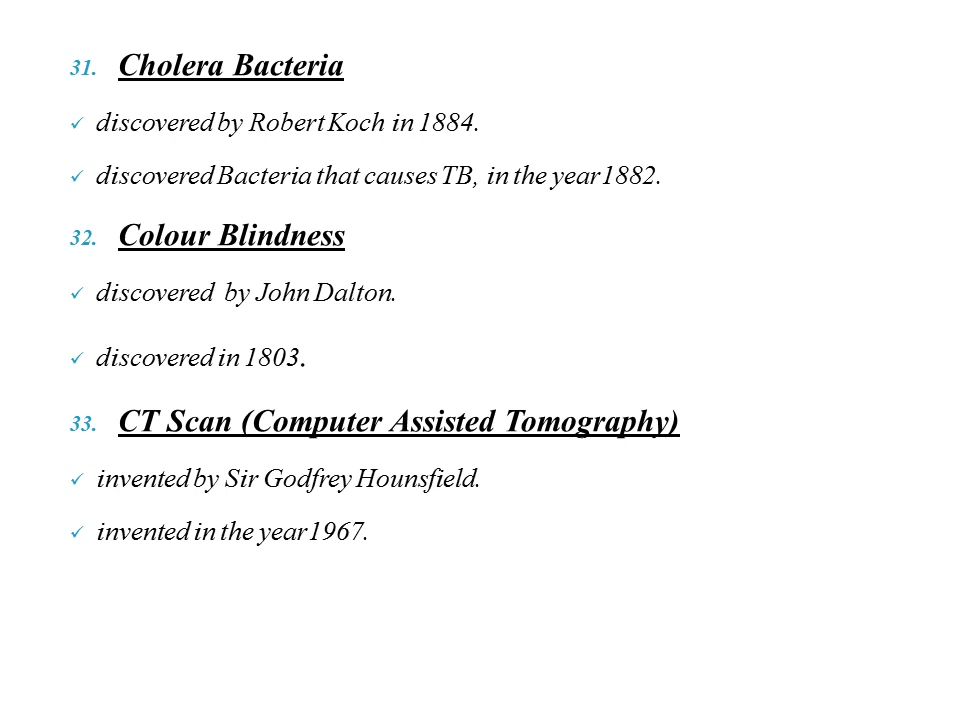 31. Cholera Bacteria
✓ discovered by Robert Koch in 1884.
✓ discovered Bacteria that causes TB, in the year 1882.
32. Colour Blindness
✓ discovered by John Dalton.
✓ discovered in 1803.
33. CT Scan (Computer Assisted Tomography)
✓ invented by Sir Godfrey Hounsfield.
✓ invented in the year 1967.